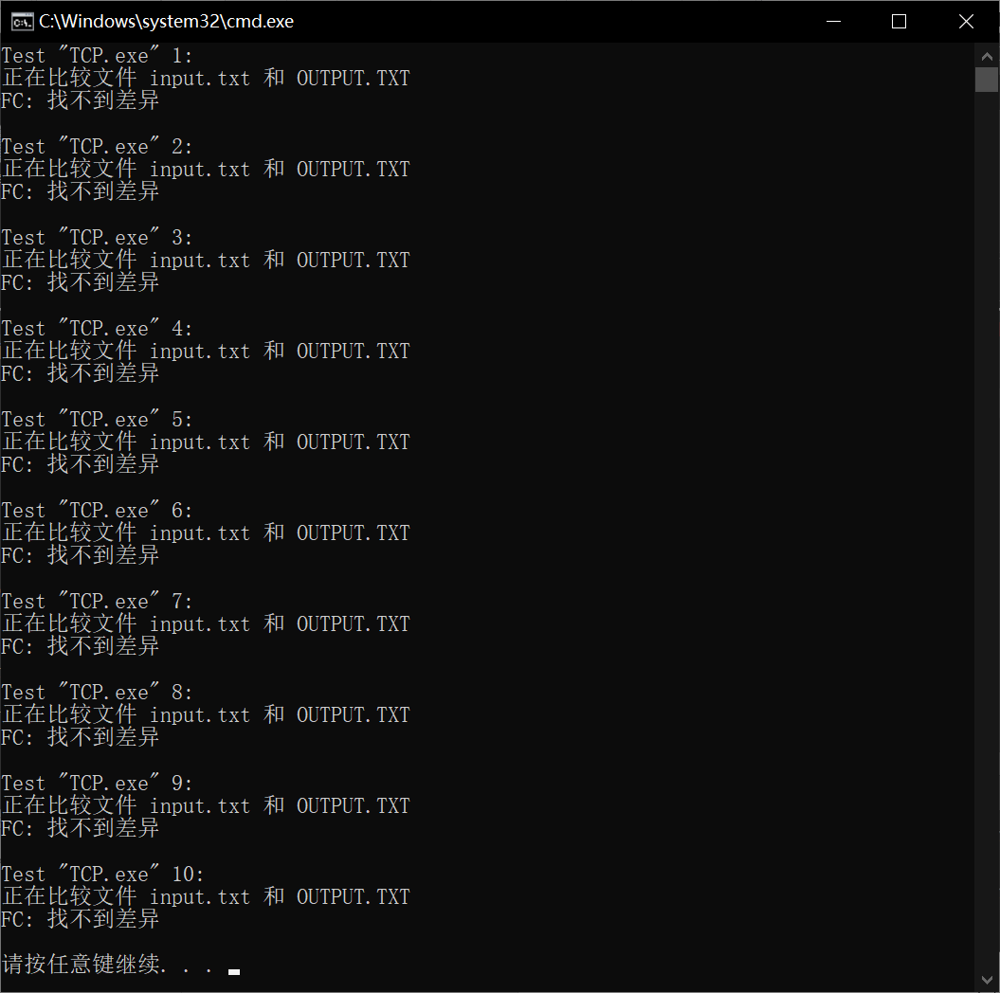 C:\Windows\system32\cmd.exe
Test "TCP.exe" 1:
正在比较文件 input.txt 和 OUTPUT.TXT
FC: 找不到差异
Test "TCP.exe" 2:
正在比较文件 input.txt 和 OUTPUT.TXT
FC: 找不到差异
Test "TCP.exe" 3:
正在比较文件 input.txt 和 OUTPUT.TXT
FC: 找不到差异
Test "TCP.exe" 4:
正在比较文件 input.txt 和 OUTPUT.TXT
FC: 找不到差异
Test "TCP.exe" 5:
正在比较文件 input.txt 和 OUTPUT.TXT
FC: 找不到差异
Test "TCP.exe" 6:
正在比较文件 input.txt 和 OUTPUT.TXT
FC: 找不到差异
Test "TCP.exe" 7:
正在比较文件 input.txt 和 OUTPUT.TXT
FC: 找不到差异
Test "TCP.exe" 8:
正在比较文件 input.txt 和 OUTPUT.TXT
FC: 找不到差异
Test "TCP.exe" 9:
正在比较文件 input.txt 和 OUTPUT.TXT
FC: 找不到差异
Test "TCP.exe" 10:
正在比较文件 input.txt 和 OUTPUT.TXT
FC: 找不到差异
请按任意键继续. . .